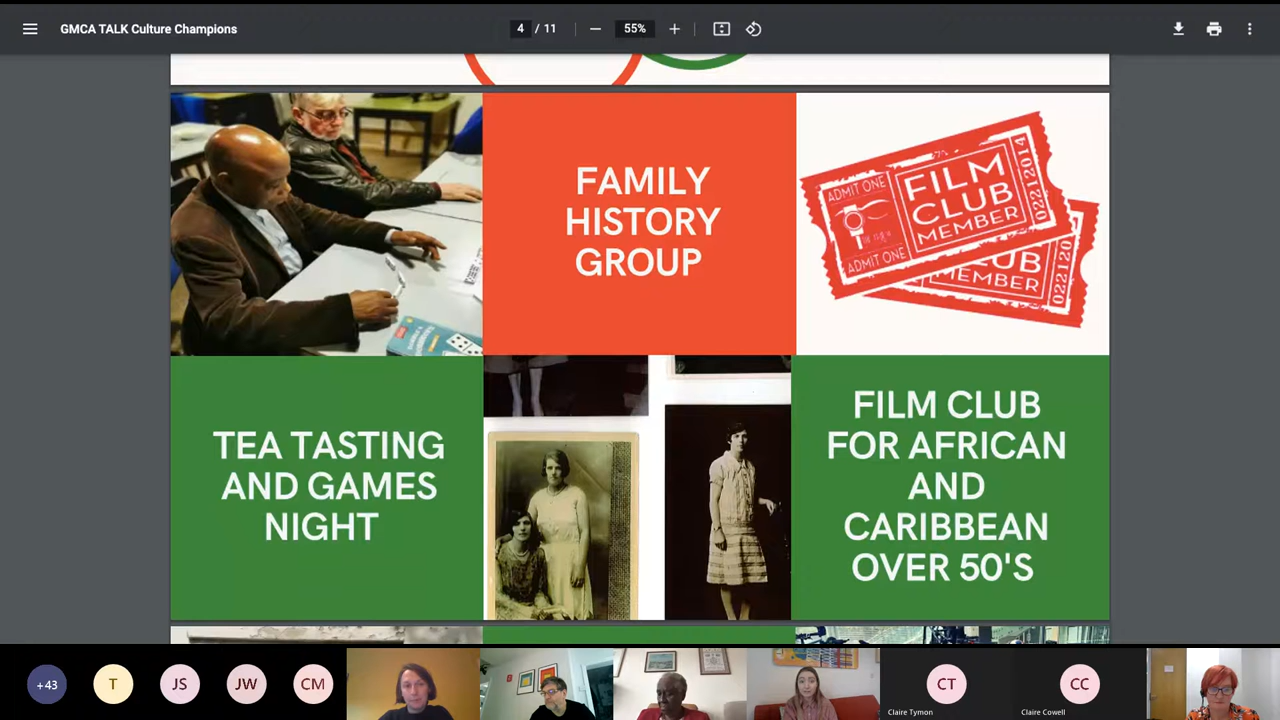 GMCA TALK Culture Champions
4 / 11
55%
FAMILY
HISTORY
GROUP
ADMIT ONE
FILM
CLUB
MEMBER
02212014
ADMIT ONE
MEMBER
TEA TASTING
AND GAMES
NIGHT
FILM CLUB
FOR AFRICAN
AND
CARIBBEAN
OVER 50'S
+43
T
JS
JW
CM
CT
Claire Tymon
CC
Claire Cowell